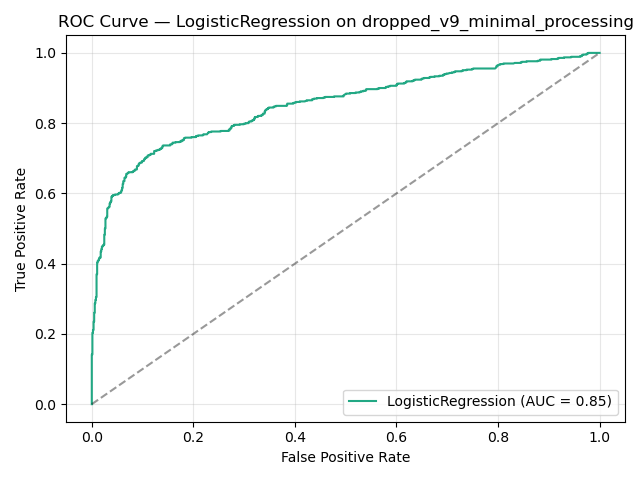 ROC Curve — LogisticRegression on dropped_v9_minimal_processing
True Positive Rate
1.0
0.8
0.6
0.4
0.2
0.0
LogisticRegression (AUC = 0.85)
0.0 0.2 0.4 0.6 0.8 1.0
False Positive Rate